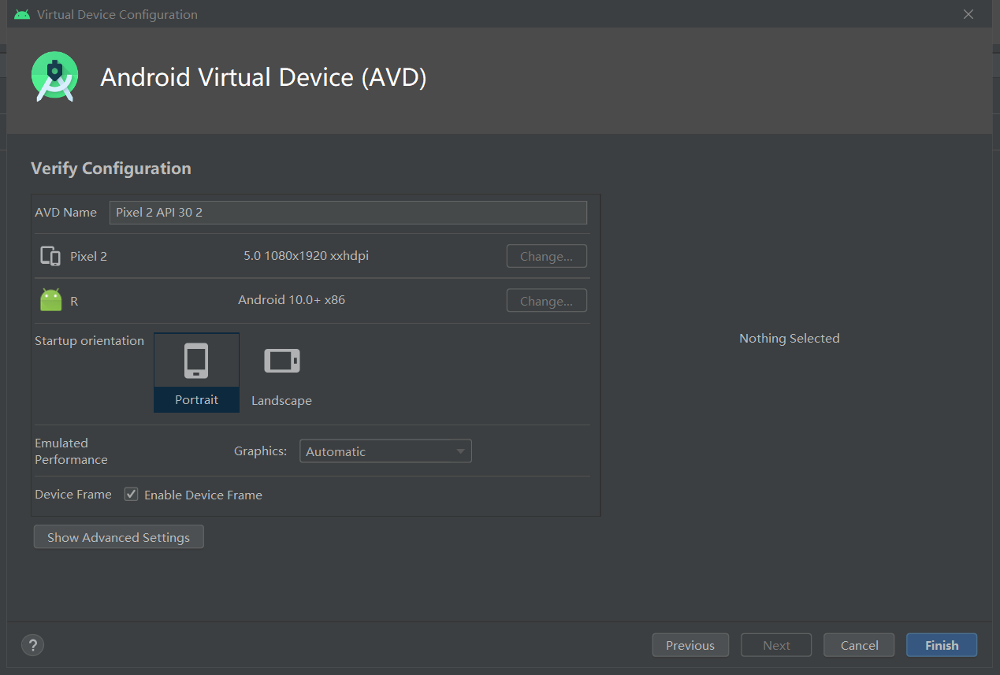 Virtual Device Configuration
Android Virtual Device (AVD)
Verify Configuration
AVD Name Pixel 2 API 30 2
Pixel 2 5.0 1080x1920 xxhdpi Change...
R Android 10.0+ x86 Change...
Startup orientation
Portrait Landscape
Nothing Selected
Emulated
Performance
Graphics: Automatic
Device Frame Enable Device Frame
Show Advanced Settings
? Previous Next Cancel Finish